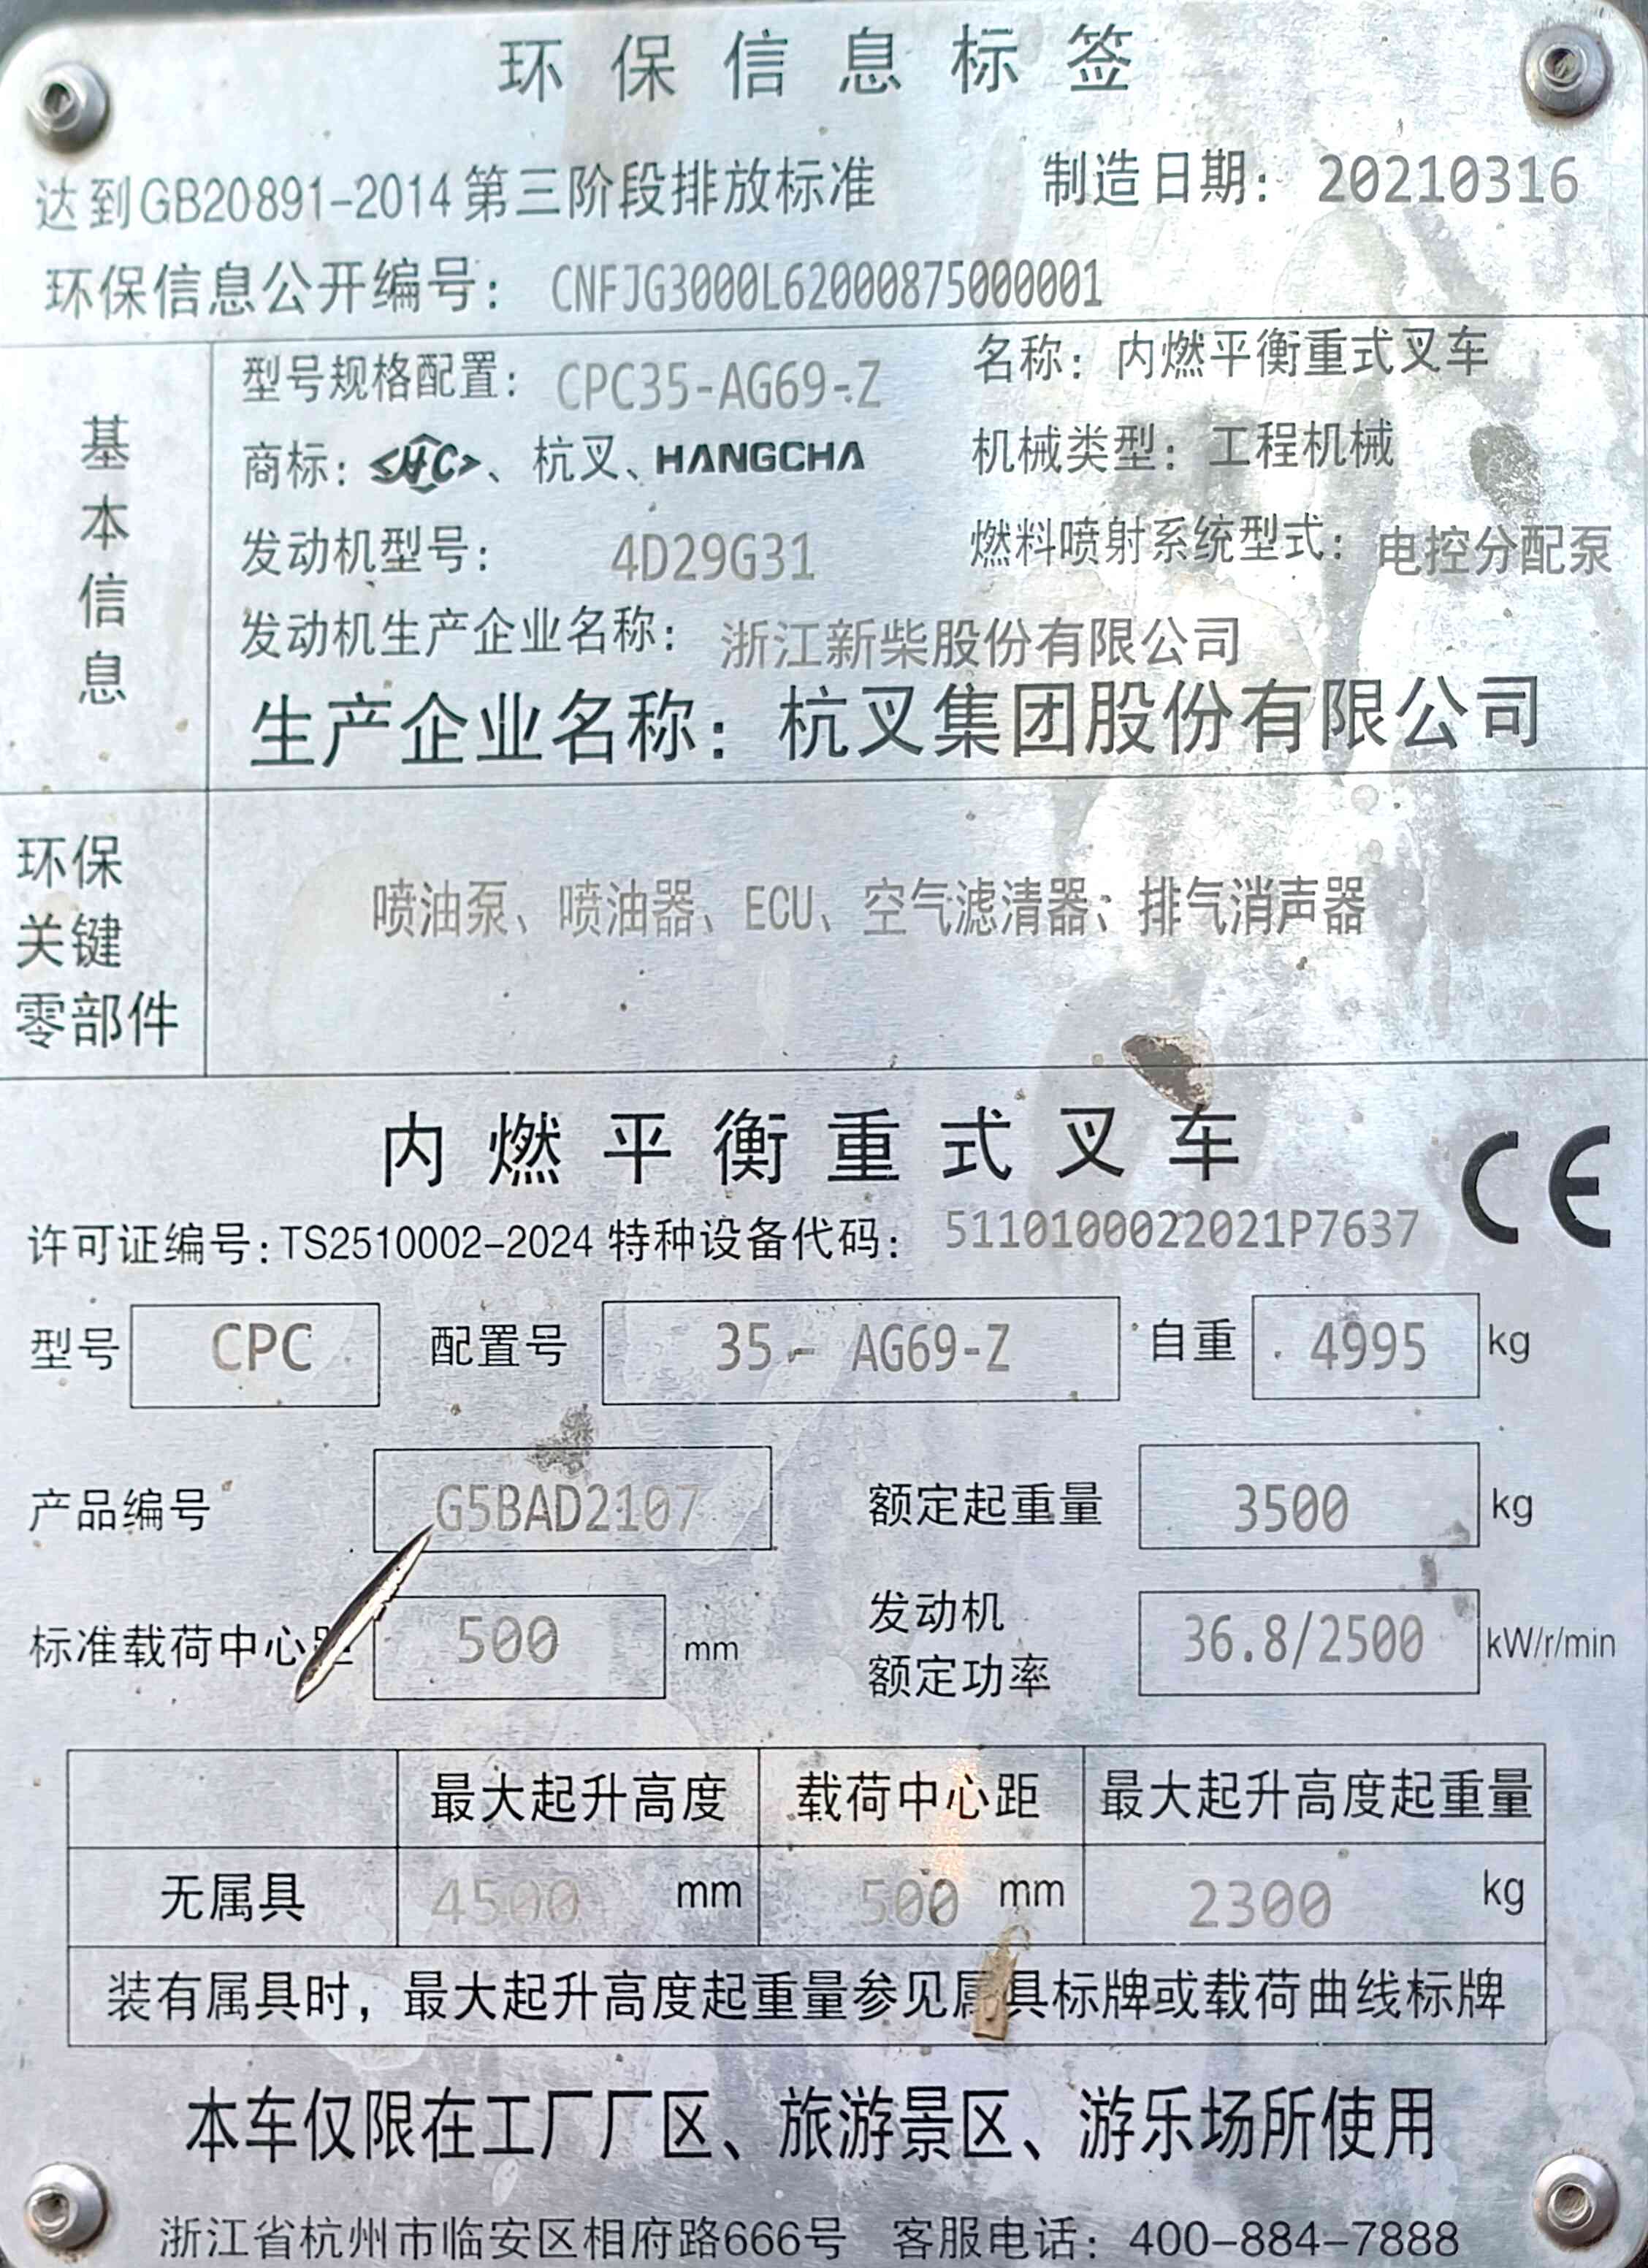 环保信息标签
达到GB20891-2014第三阶段排放标准 制造日期：20210316
环保信息公开编号：CNFJG3000L62000875000001
基本信息
型号规格配置：CPC35-AG69-Z 名称：内燃平衡重式叉车
商标：<HC>、杭叉、HANGCHA 机械类型：工程机械
发动机型号：4D29G31 燃料喷射系统型式：电控分配泵
发动机生产企业名称：浙江新柴股份有限公司
生产企业名称：杭叉集团股份有限公司
环保
关键
零部件
喷油泵、喷油器、ECU、空气滤清器、排气消声器
内燃平衡重式叉车 CE
许可证编号:TS2510002-2024 特种设备代码：5110100022021P7637
型号 CPC 配置号 35- AG69-Z 自重 4995 kg
产品编号 G5BAD2107 额定起重量 3500 kg
标准载荷中心距 500 mm 发动机额定功率 36.8/2500 kW/r/min
最大起升高度 载荷中心距 最大起升高度起重量
无属具 4500 mm 500 mm 2300 kg
装有属具时，最大起升高度起重量参见属具标牌或载荷曲线标牌
本车仅限在工厂厂区、旅游景区、游乐场所使用
浙江省杭州市临安区相府路666号 客服电话：400-884-7888